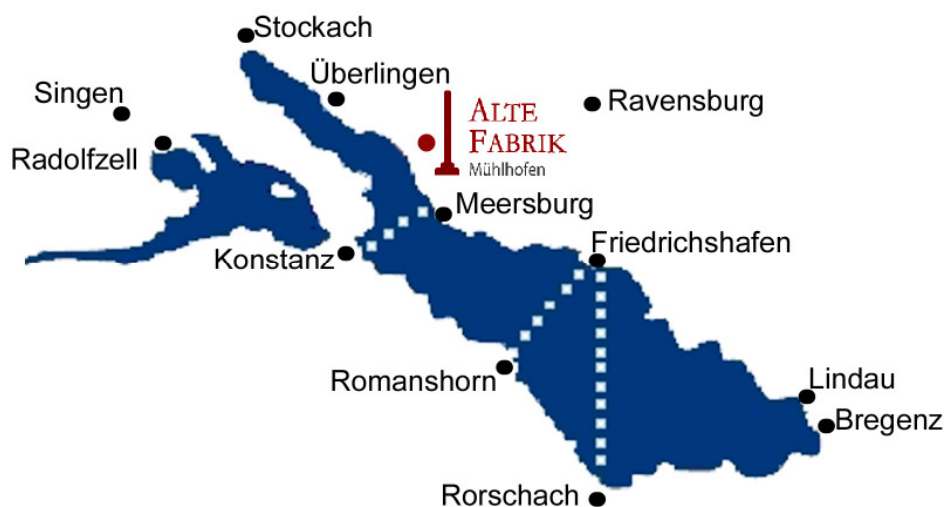 Stockach
Überlingen
Singen
Ravensburg
ALTE
FABRIK
Radolfzell
Mühlhofen
Meersburg
Friedrichshafen
Konstanz
Romanshorn
Lindau
Bregenz
Rorschach